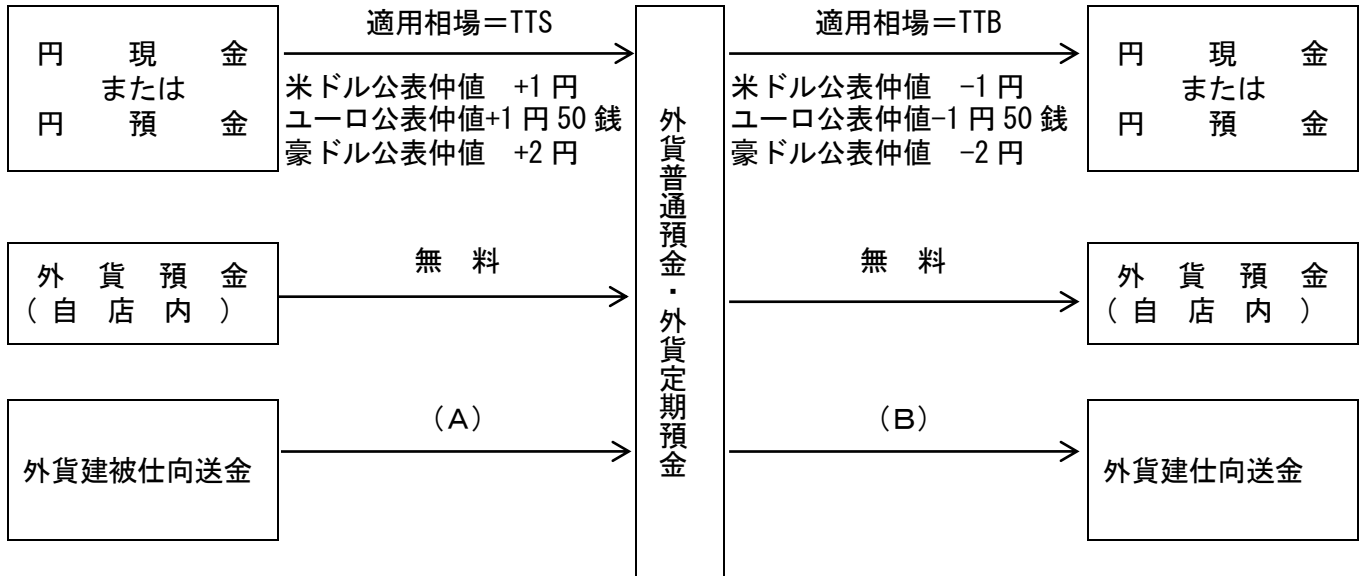 適用相場＝TTS
適用相場＝TTB
円 現 金
または
円 預 金
米ドル公表仲値 +1 円
ユーロ公表仲値+1 円 50 銭
豪ドル公表仲値 +2 円
外貨普通預金・外貨定期預金
米ドル公表仲値 −1 円
ユーロ公表仲値−1 円 50 銭
豪ドル公表仲値 −2 円
円 現 金
または
円 預 金
外 貨 預 金
( 自 店 内 )
無 料
無 料
外 貨 預 金
( 自 店 内 )
外貨建被仕向送金
（Ａ）
（Ｂ）
外貨建仕向送金